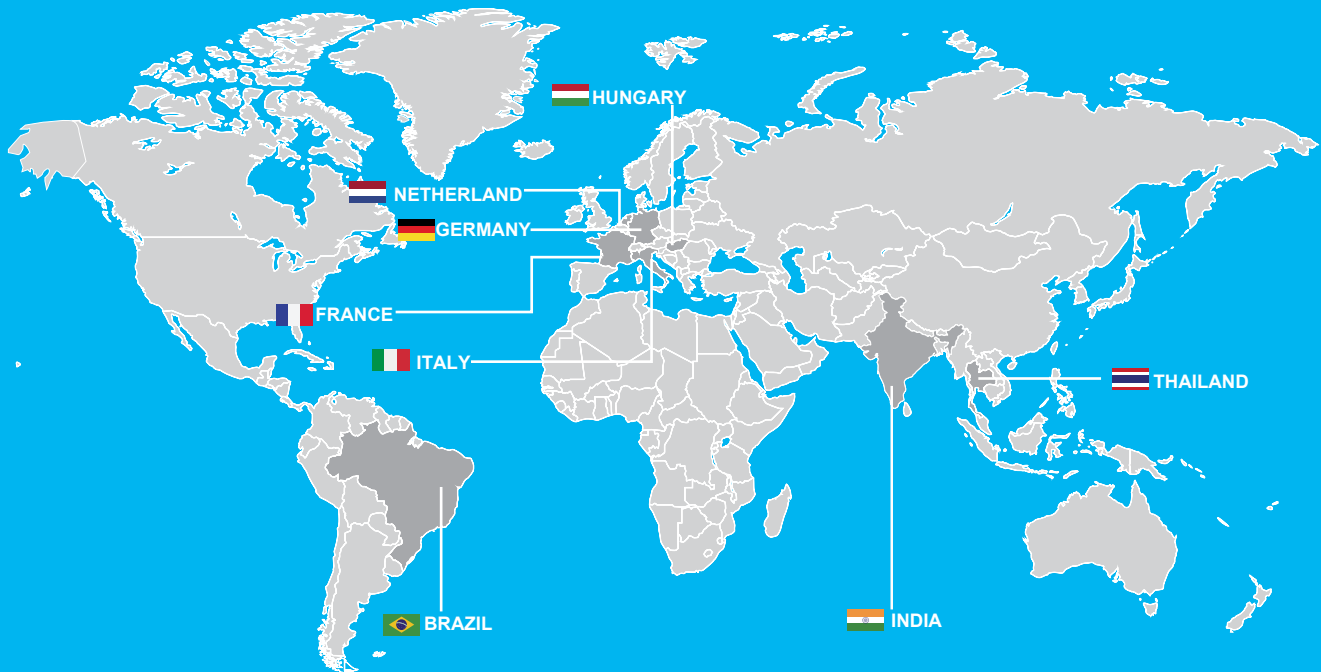 HUNGARY
NETHERLAND
GERMANY
FRANCE
ITALY
THAILAND
INDIA
BRAZIL